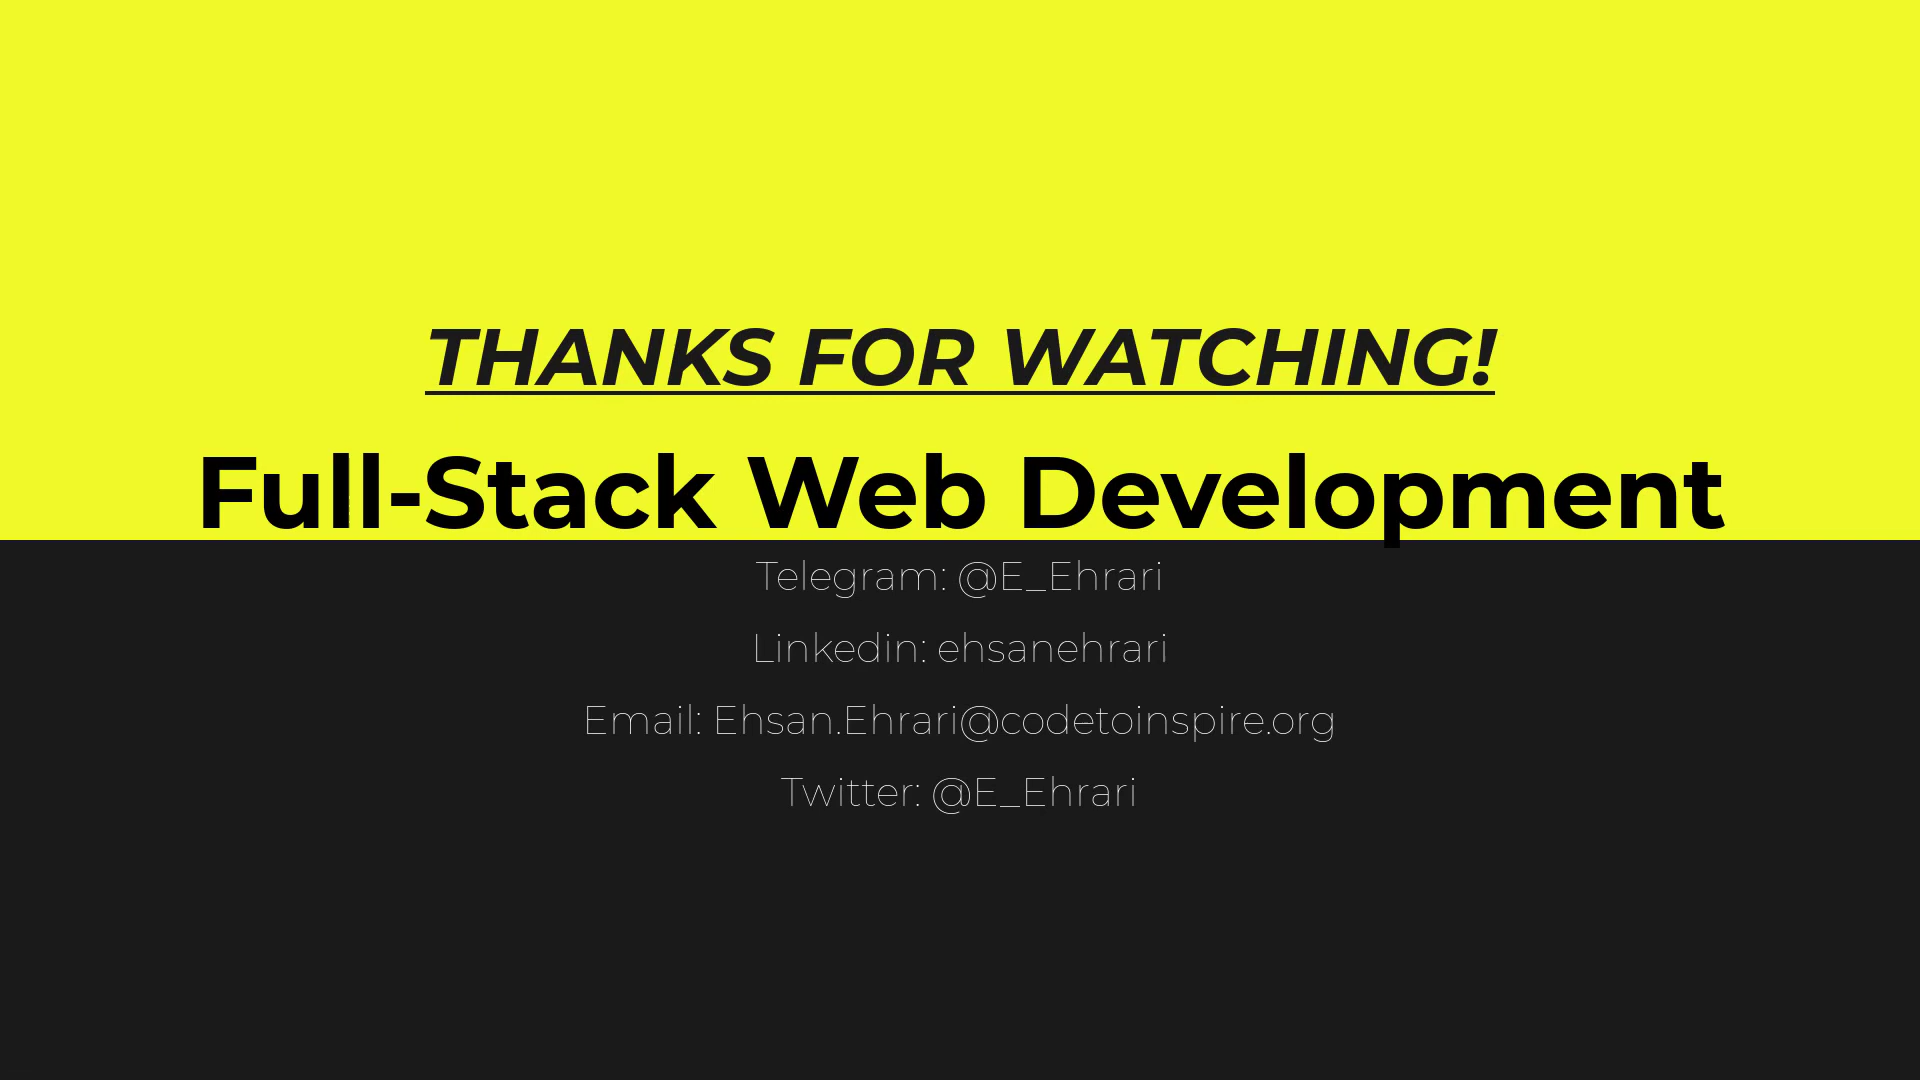 THANKS FOR WATCHING!
Full-Stack Web Development
Telegram: @E_Ehrari
Linkedin: ehsanehrari
Email: Ehsan.Ehrari@codetoinspire.org
Twitter: @E_Ehrari